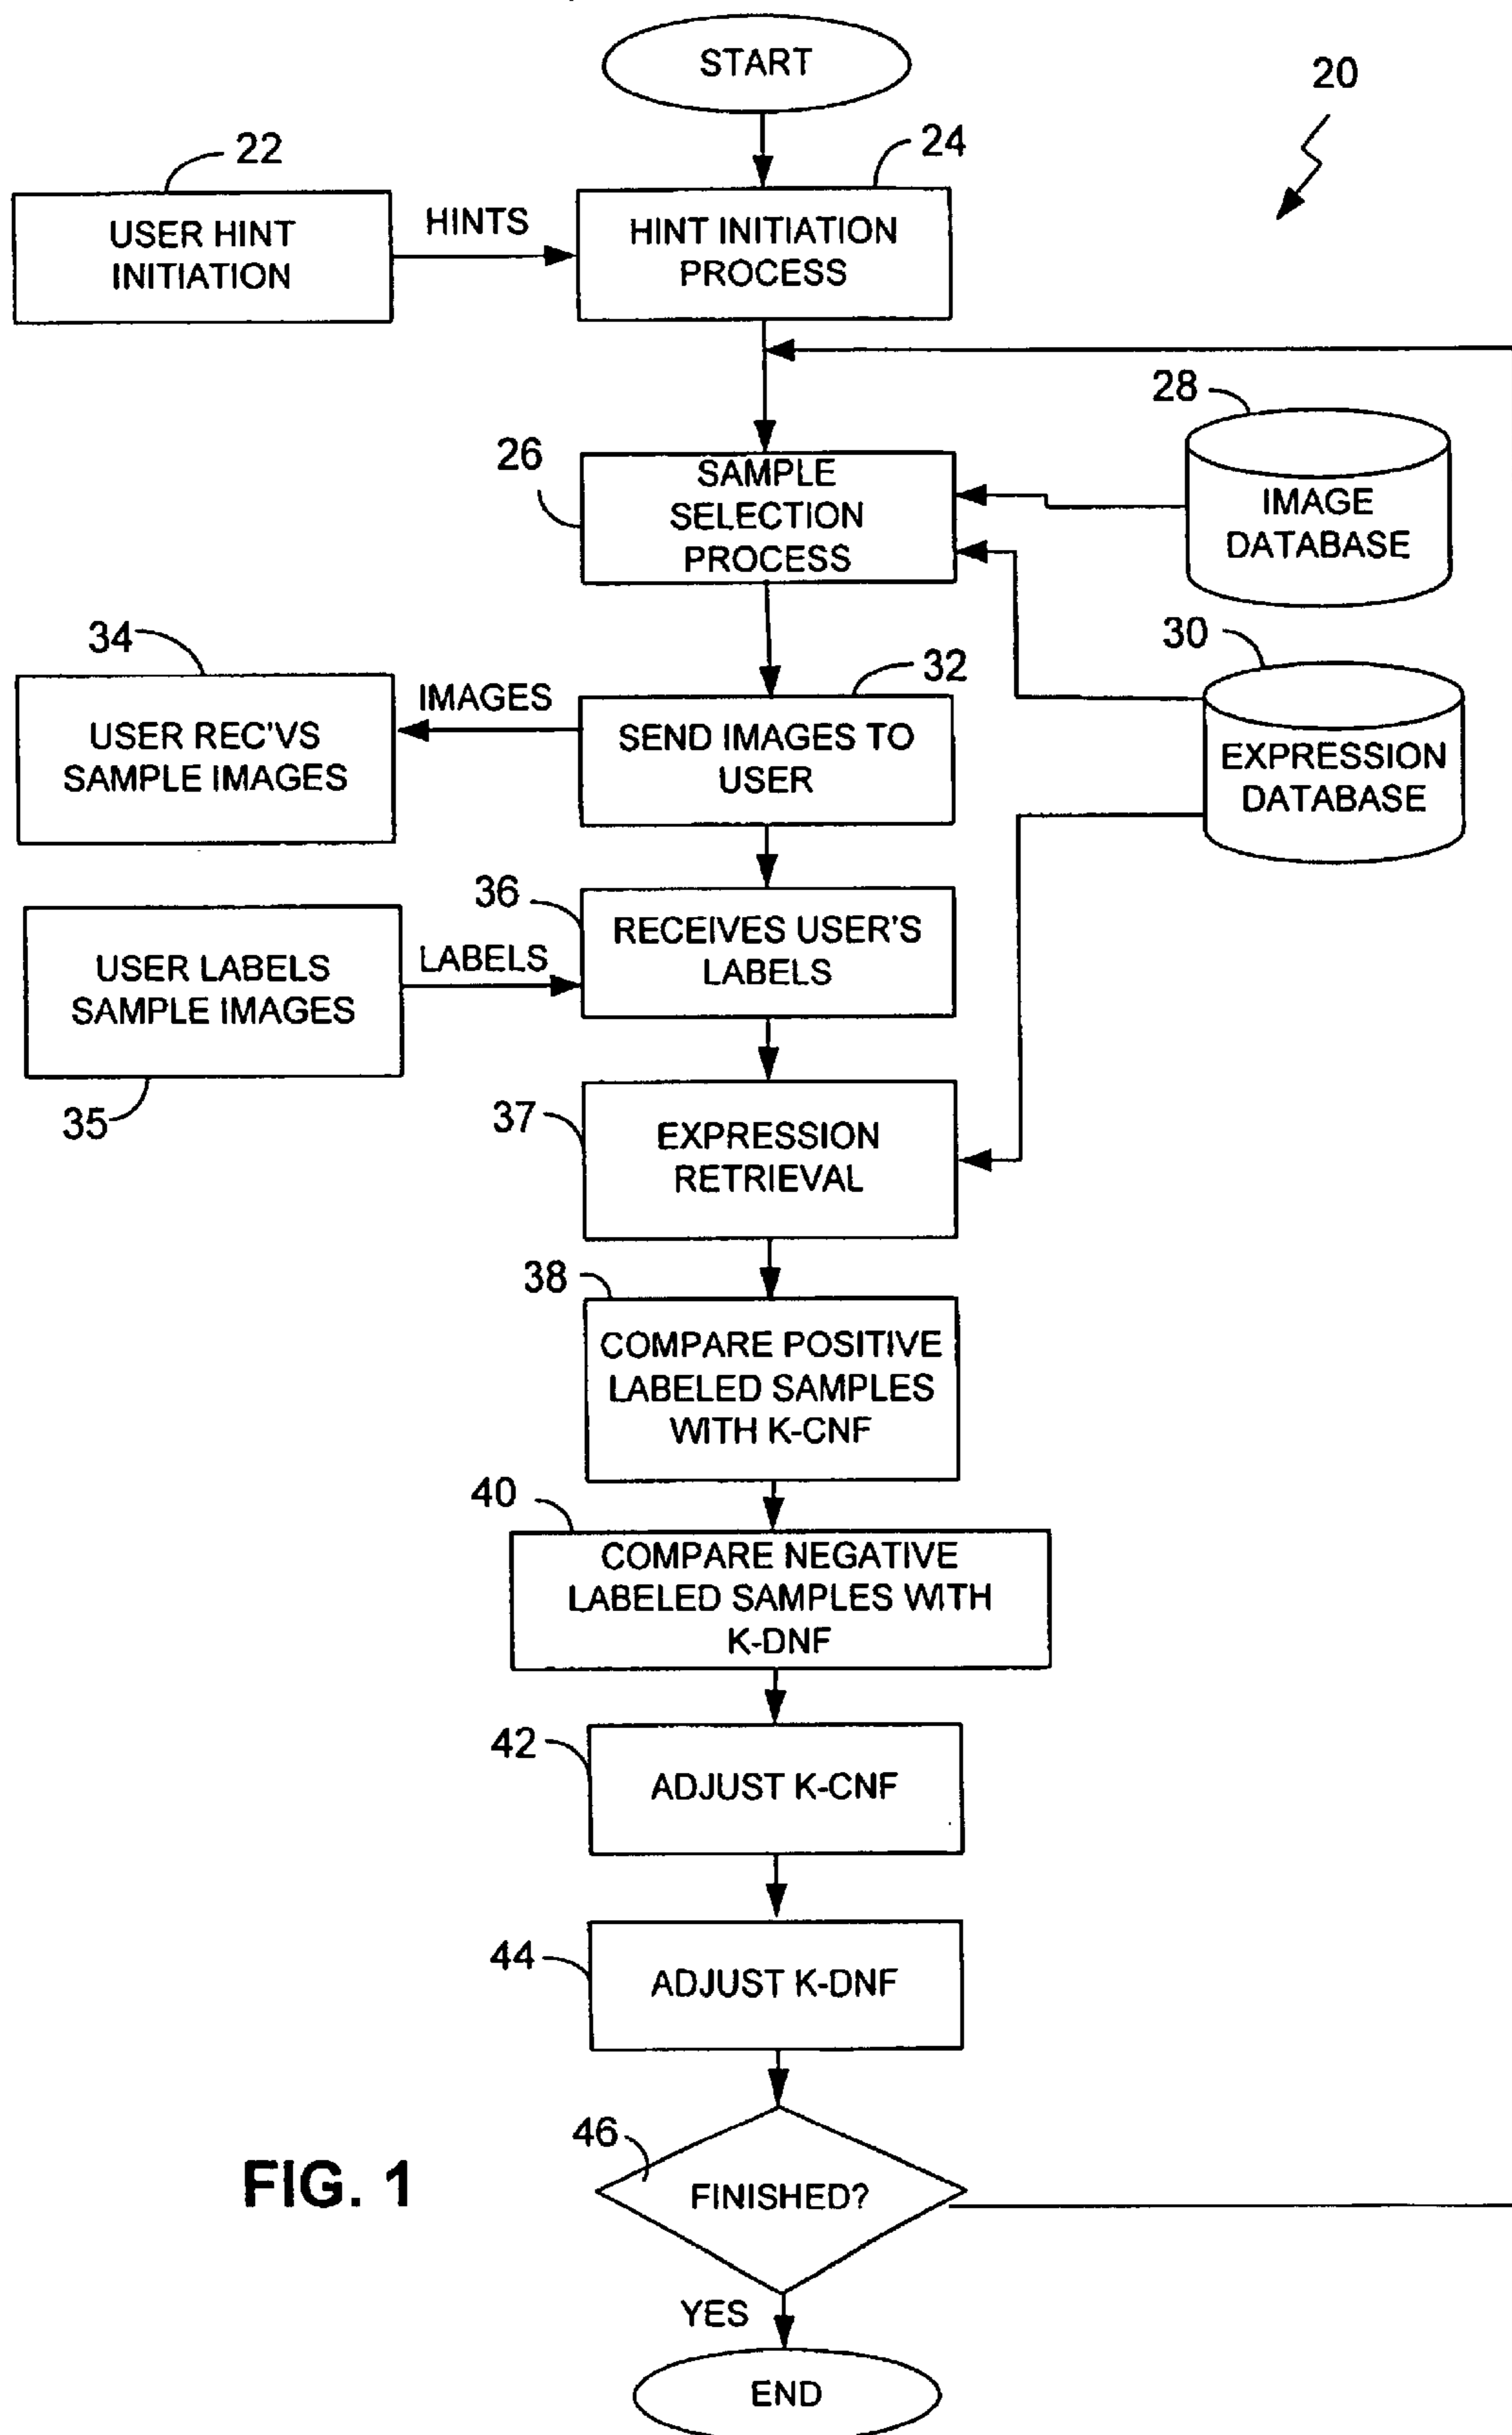 START
20
22
24
USER HINT
INITIATION
HINTS
HINT INITIATION
PROCESS
28
26
SAMPLE
SELECTION
PROCESS
IMAGE
DATABASE
34
30
32
USER REC'VS
SAMPLE IMAGES
IMAGES
SEND IMAGES TO
USER
EXPRESSION
DATABASE
36
USER LABELS
SAMPLE IMAGES
LABELS
RECEIVES USER'S
LABELS
35
37
EXPRESSION
RETRIEVAL
38
COMPARE POSITIVE
LABELED SAMPLES
WITH K-CNF
40
COMPARE NEGATIVE
LABELED SAMPLES WITH
K-DNF
42
ADJUST K-CNF
44
ADJUST K-DNF
46
FINISHED?
FIG. 1
YES
END